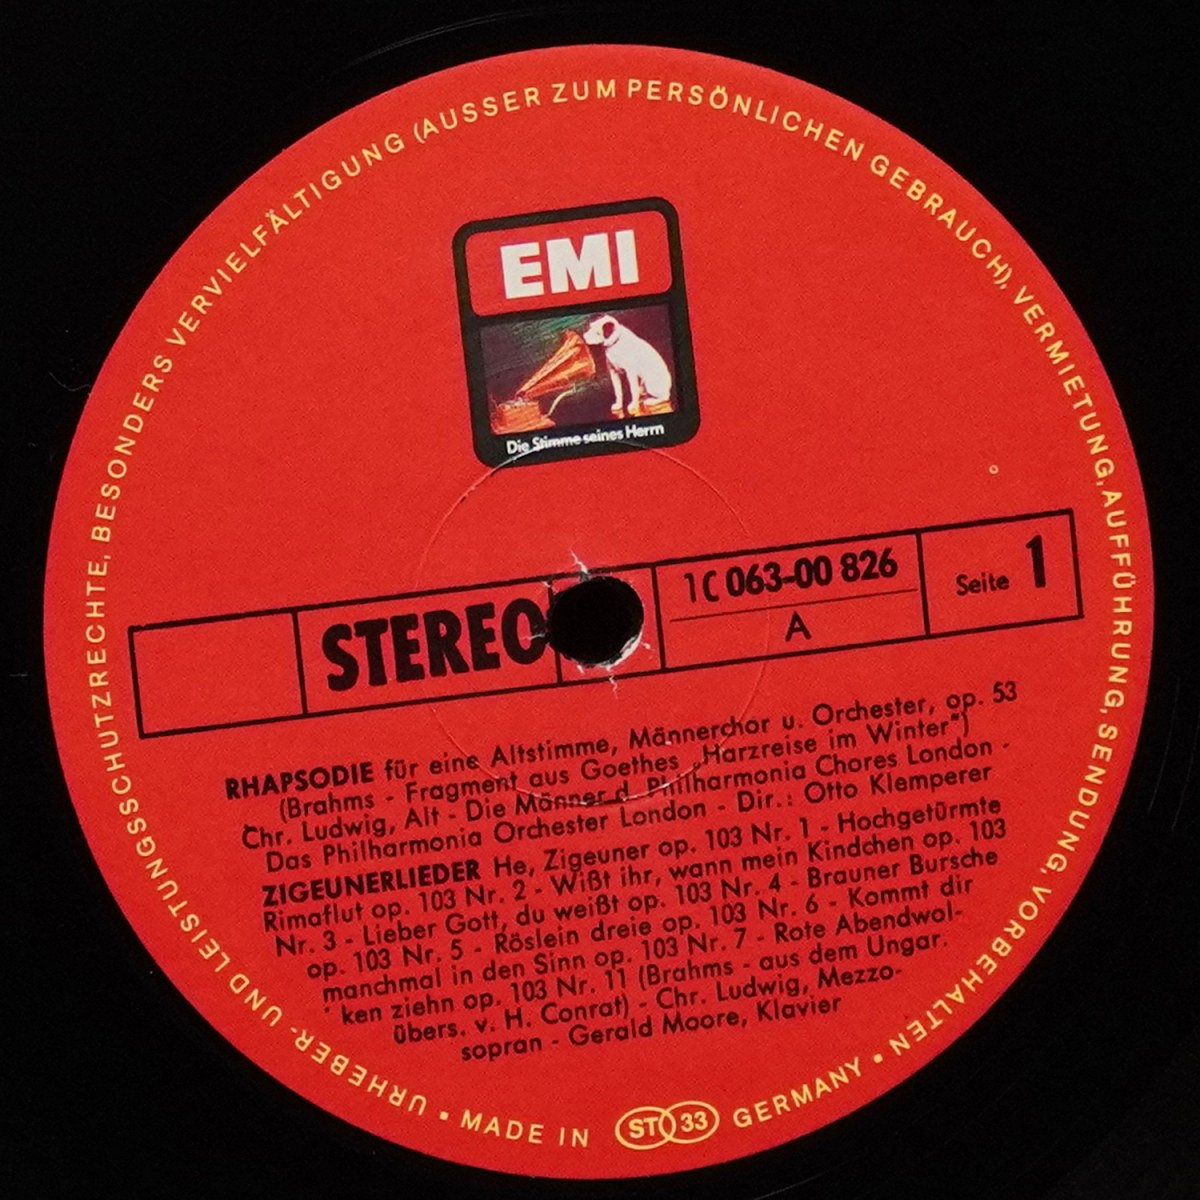 URHEBER- UND LEISTUNGSSCHUTZRECHTE, BESONDERS VERVIELFÄLTIGUNG (AUSSER ZUM PERSÖNLICHEN GEBRAUCH), VERMIETUNG, AUFFÜHRUNG, SENDUNG, VORBEHALTEN •
EMI
Die Stimme seines Herrn
STEREO
1C 063-00 826
A
Seite 1
RHAPSODIE für eine Altstimme, Männerchor u. Orchester, op. 53
(Brahms - Fragment aus Goethes „Harzreise im Winter")
Chr. Ludwig, Alt - Die Männer d. Philharmonia Chores London -
Das Philharmonia Orchester London - Dir.: Otto Klemperer
ZIGEUNERLIEDER He, Zigeuner op. 103 Nr. 1 - Hochgetürmte
Rimaflut op. 103 Nr. 2 - Wißt ihr, wann mein Kindchen op. 103
Nr. 3 - Lieber Gott, du weißt op. 103 Nr. 4 - Brauner Bursche
op. 103 Nr. 5 - Röslein dreie op. 103 Nr. 6 - Kommt dir
manchmal in den Sinn op. 103 Nr. 7 - Rote Abendwol-
ken ziehn op. 103 Nr. 11 (Brahms - aus dem Ungar.
übers. v. H. Conrat) - Chr. Ludwig, Mezzo-
sopran - Gerald Moore, Klavier
• MADE IN ST 33 GERMANY